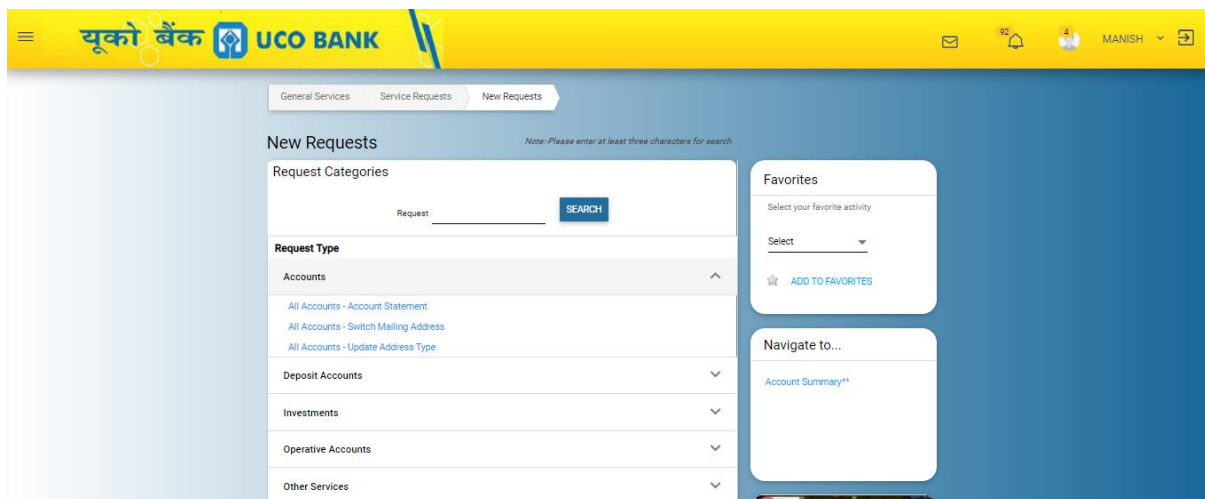 यूको बैंक UCO BANK
92
4
MANISH
General Services Service Requests New Requests
New Requests
Note:-Please enter at least three characters for search
Request Categories
Request
SEARCH
Request Type
Accounts
All Accounts - Account Statement
All Accounts - Switch Mailing Address
All Accounts - Update Address Type
Deposit Accounts
Investments
Operative Accounts
Other Services
Favorites
Select your favorite activity
Select
ADD TO FAVORITES
Navigate to...
Account Summary**